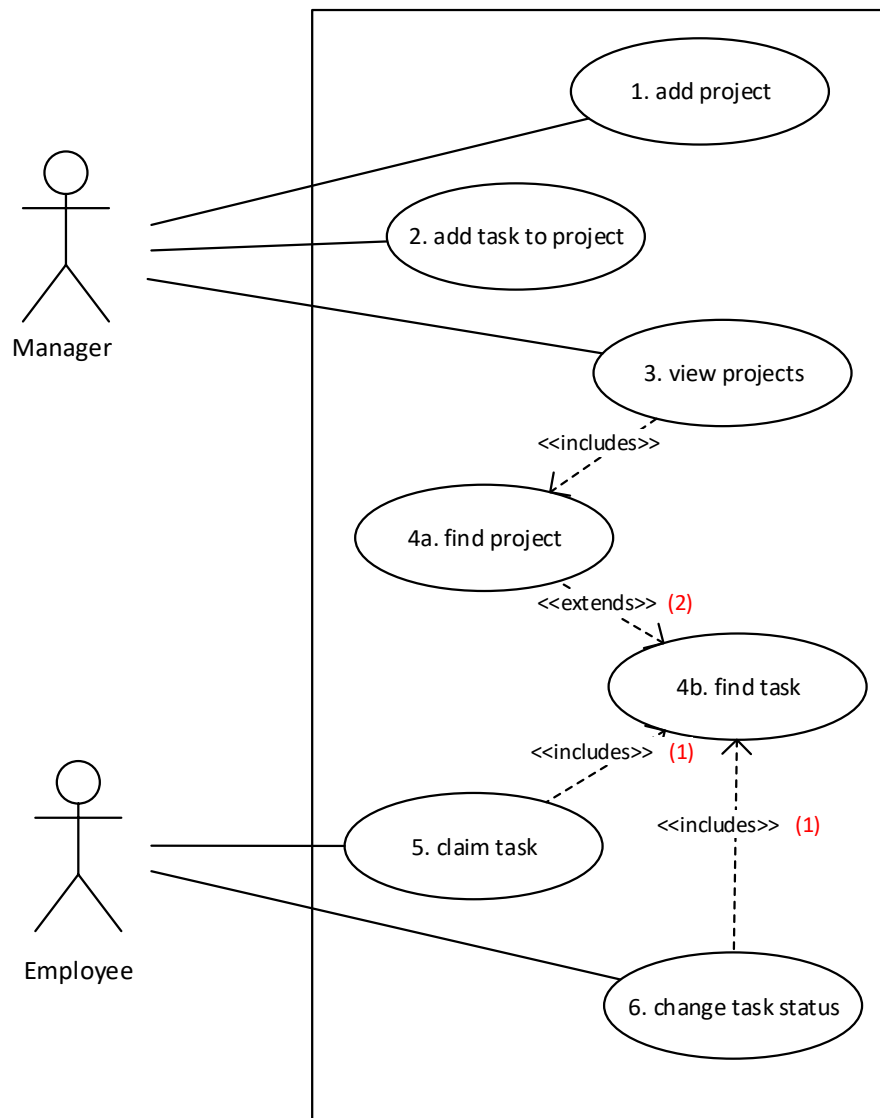 1. add project
2. add task to project
Manager
3. view projects
<<includes>>
4a. find project
<<extends>> (2)
4b. find task
<<includes>> (1)
<<includes>> (1)
5. claim task
Employee
6. change task status